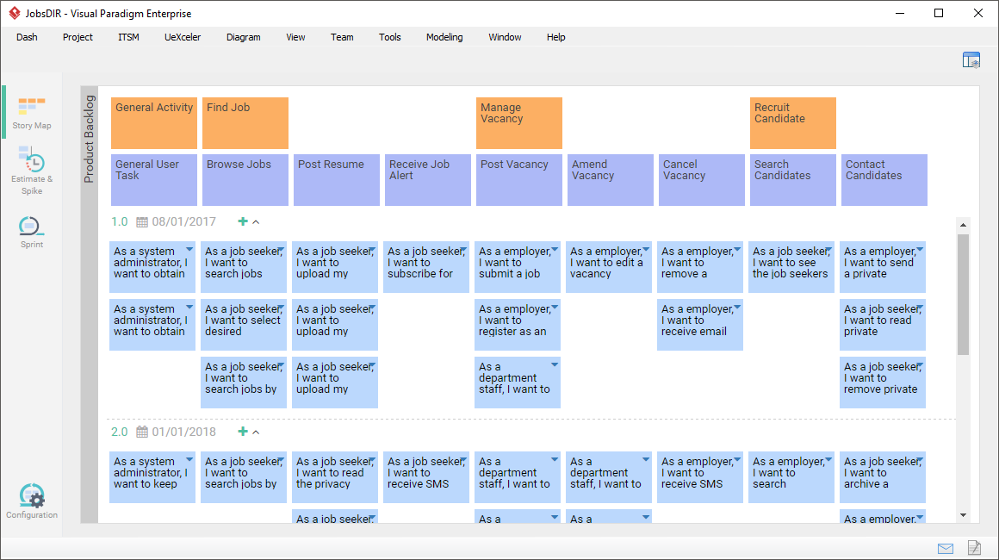 JobsDIR - Visual Paradigm Enterprise
Dash Project ITSM UeXceler Diagram View Team Tools Modeling Window Help
Story Map
Estimate &
Spike
Sprint
Configuration
Product Backlog
General Activity
Find Job
Manage
Vacancy
Recruit
Candidate
General User
Task
Browse Jobs
Post Resume
Receive Job
Alert
Post Vacancy
Amend
Vacancy
Cancel
Vacancy
Search
Candidates
Contact
Candidates
1.0 08/01/2017
As a system
administrator, I
want to obtain
As a job seeker,
I want to
search jobs
As a job seeker,
I want to
upload my
As a job seeker,
I want to
subscribe for
As a employer,
I want to
submit a job
As a employer,
I want to edit a
vacancy
As a employer,
I want to
remove a
As a job seeker,
I want to see
the job seekers
As a employer,
I want to send
a private
As a system
administrator, I
want to obtain
As a job seeker,
I want to select
desired
As a job seeker,
I want to
upload my
As a employer,
I want to
register as an
As a employer,
I want to
receive email
As a job seeker,
I want to read
private
As a job seeker,
I want to
search jobs by
As a job seeker,
I want to
upload my
As a
department
staff, I want to
As a job seeker,
I want to
remove private
2.0 01/01/2018
As a system
administrator, I
want to keep
As a job seeker,
I want to
search jobs by
As a job seeker,
I want to read
the privacy
As a job seeker,
I want to
receive SMS
As a
department
staff, I want to
As a
department
staff, I want to
As a employer,
I want to
receive SMS
As a employer,
I want to
search
As a job seeker,
I want to
archive a
As a job seeker,
As a
As a
As a employer,